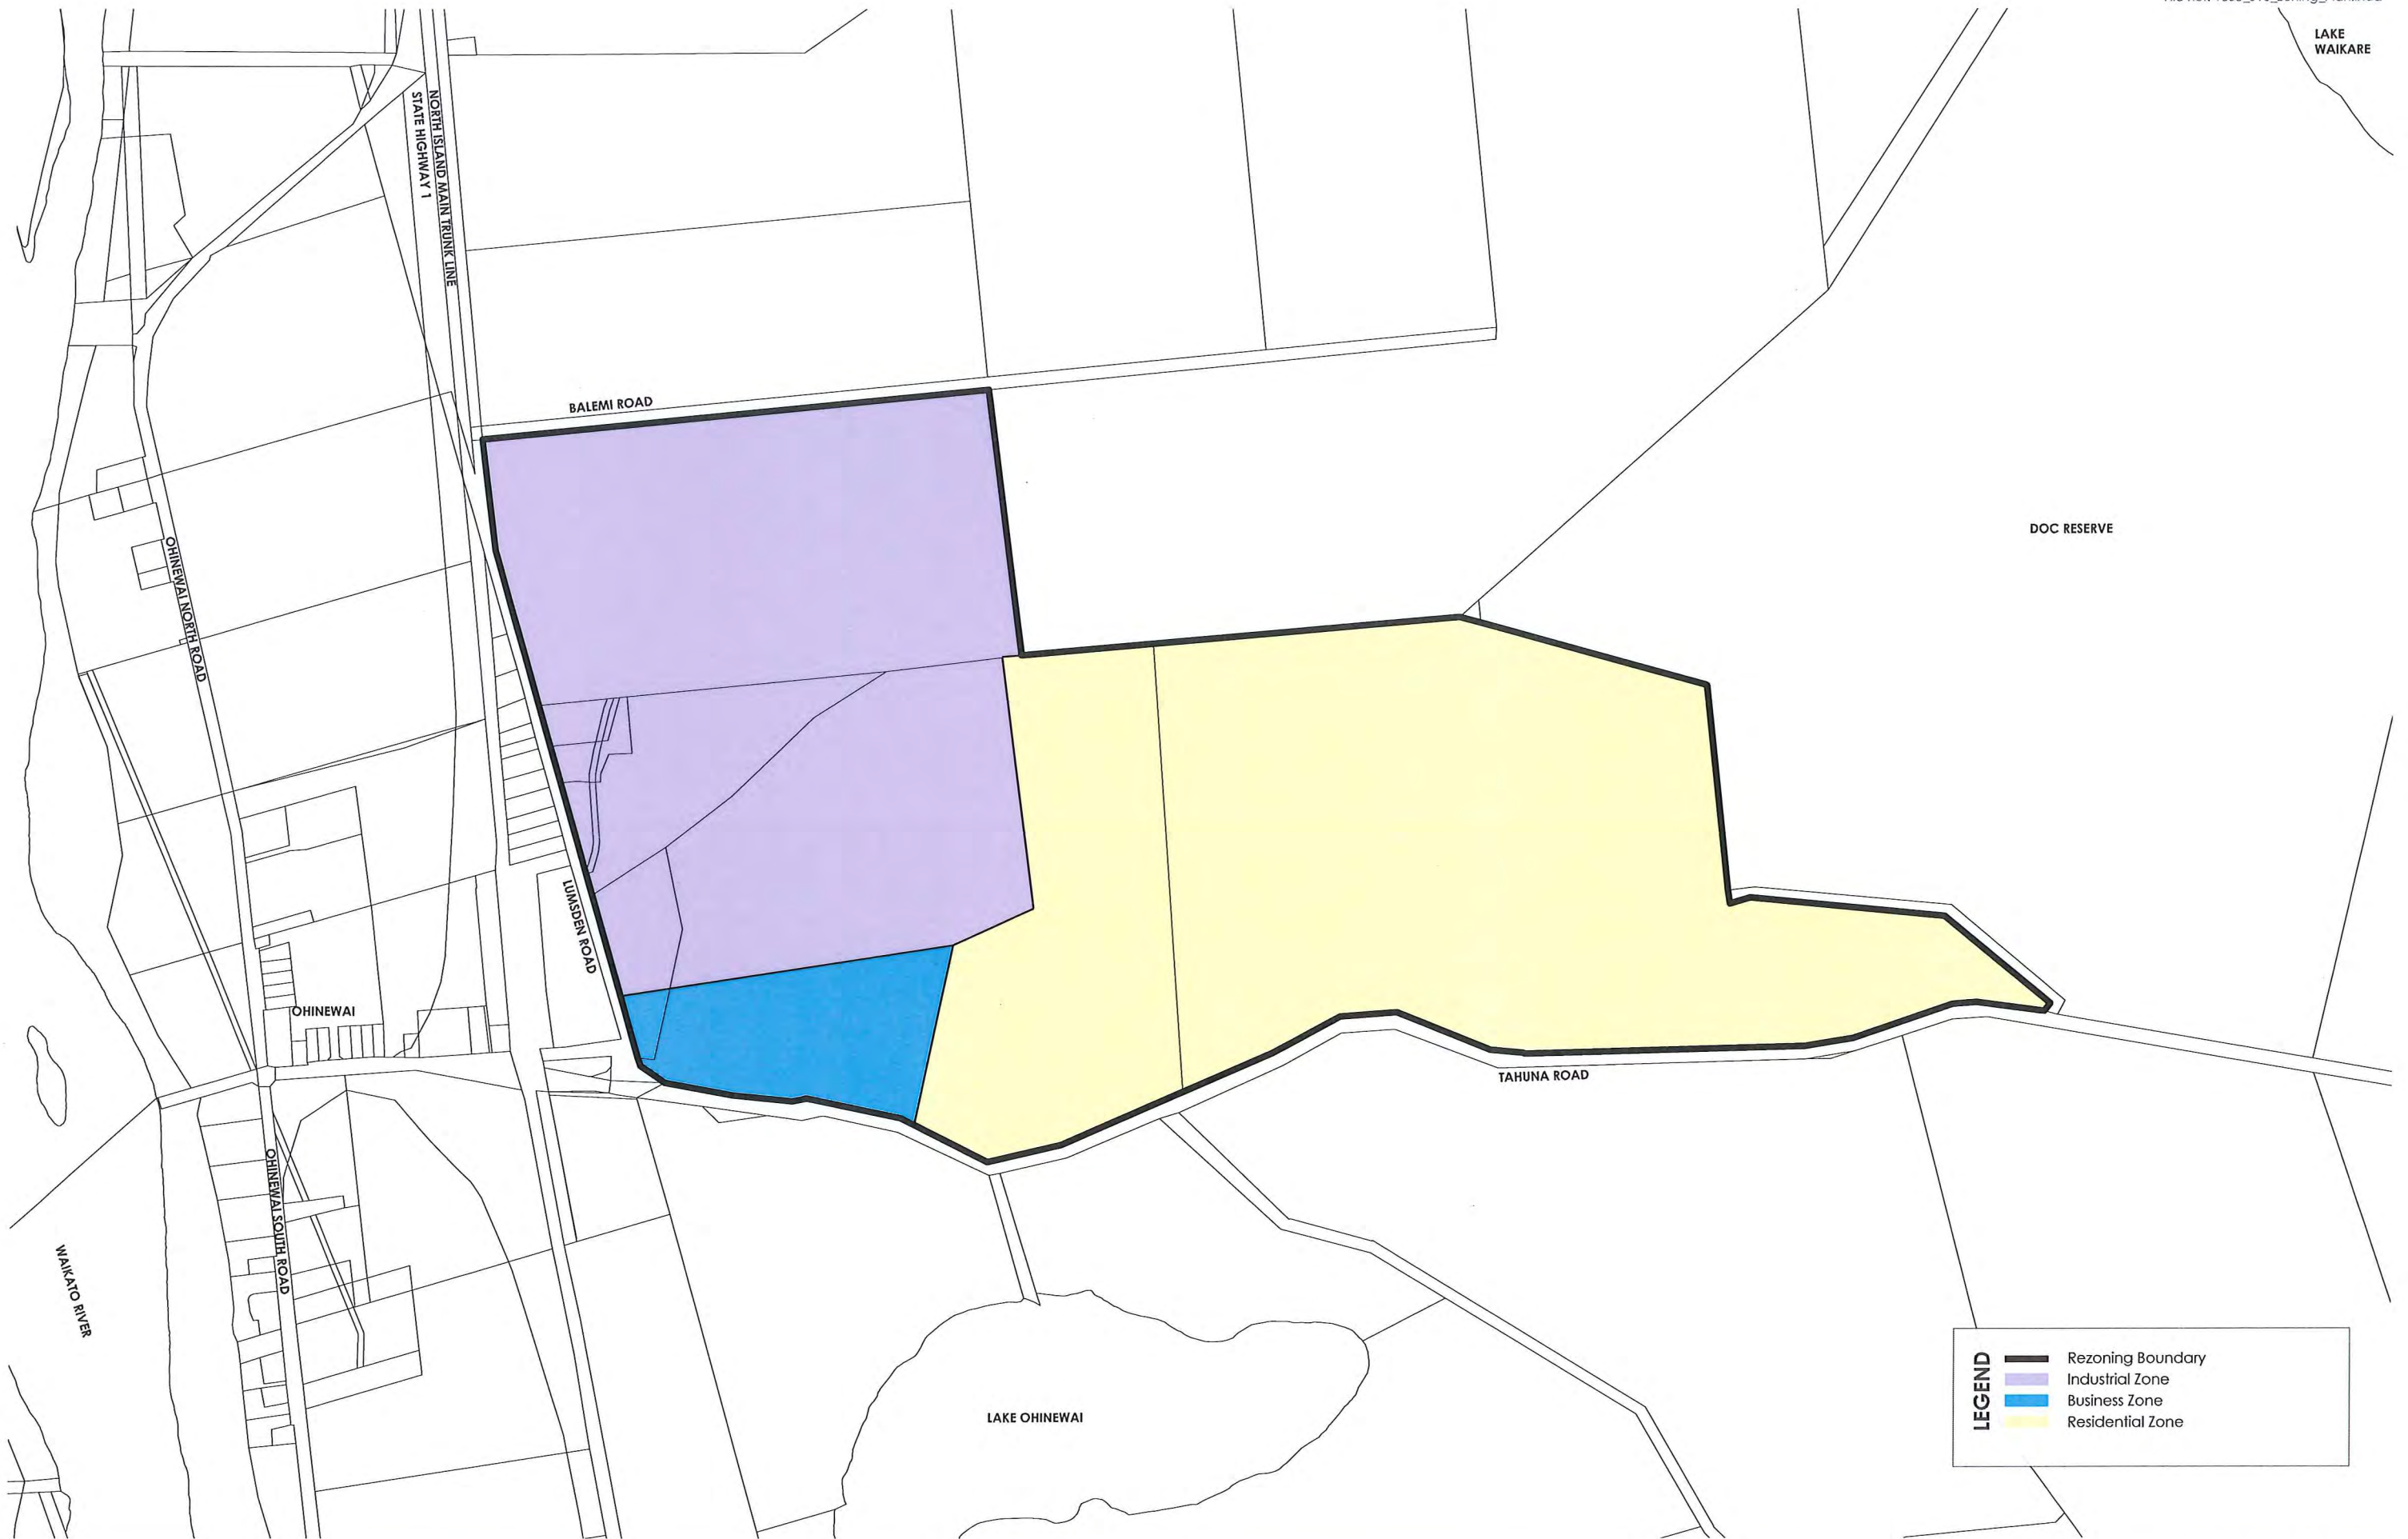 LAKE
WAIKARE
NORTH ISLAND MAIN TRUNK LINE
STATE HIGHWAY 1
BALEMI ROAD
DOC RESERVE
OHINEWAI NORTH ROAD
LUMSDEN ROAD
OHINEWAI
TAHUNA ROAD
OHINEWAI SOUTH ROAD
WAIKATO RIVER
LAKE OHINEWAI
LEGEND
Rezoning Boundary
Industrial Zone
Business Zone
Residential Zone